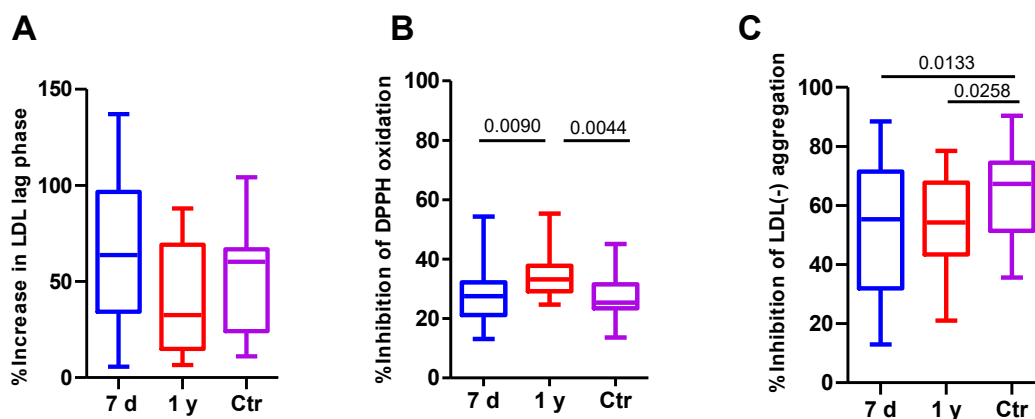 A
%Increase in LDL lag phase
150
100
50
0
7 d 1 y Ctr
B
%Inhibition of DPPH oxidation
100
80
60
40
20
0
0.0090 0.0044
7 d 1 y Ctr
C
%Inhibition of LDL(-) aggregation
100
80
60
40
20
0
0.0133
0.0258
7 d 1 y Ctr